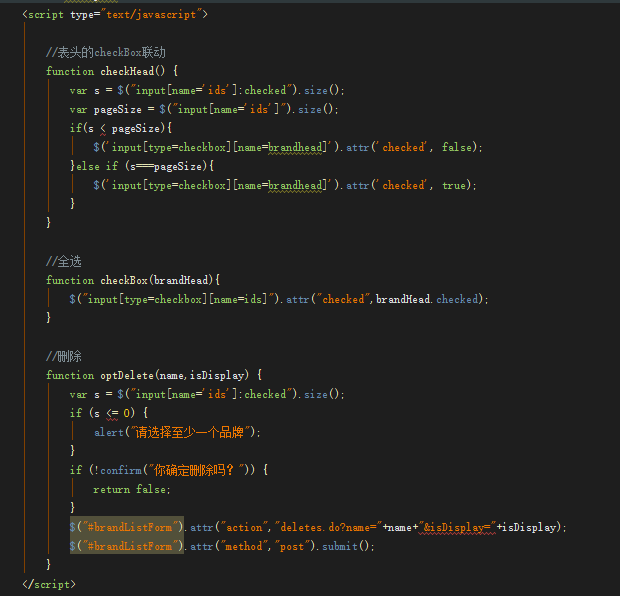 <script type="text/javascript">
//表头的checkBox联动
function checkHead() {
var s = $("input[name='ids']:checked").size();
var pageSize = $("input[name='ids']").size();
if(s < pageSize){
$('input[type=checkbox][name=brandhead]').attr('checked', false);
}else if (s===pageSize){
$('input[type=checkbox][name=brandhead]').attr('checked', true);
}
}
//全选
function checkBox(brandHead){
$("input[type=checkbox][name=ids]").attr("checked",brandHead.checked);
}
//删除
function optDelete(name,isDisplay) {
var s = $("input[name='ids']:checked").size();
if (s <= 0) {
alert("请选择至少一个品牌");
}
if (!confirm("你确定删除吗？")) {
return false;
}
$("#brandListForm").attr("action","deletes.do?name="+name+"&isDisplay="+isDisplay);
$("#brandListForm").attr("method","post").submit();
}
</script>